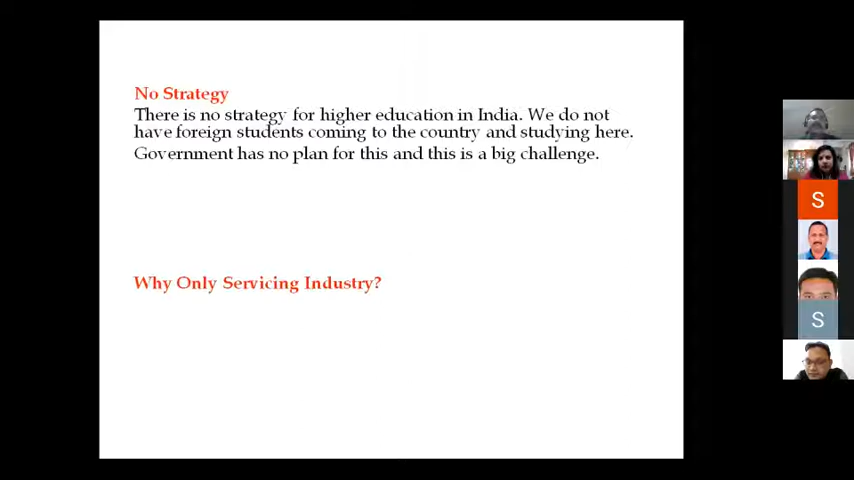 No Strategy
There is no strategy for higher education in India. We do not
have foreign students coming to the country and studying here.
Government has no plan for this and this is a big challenge.
Why Only Servicing Industry?
S
S